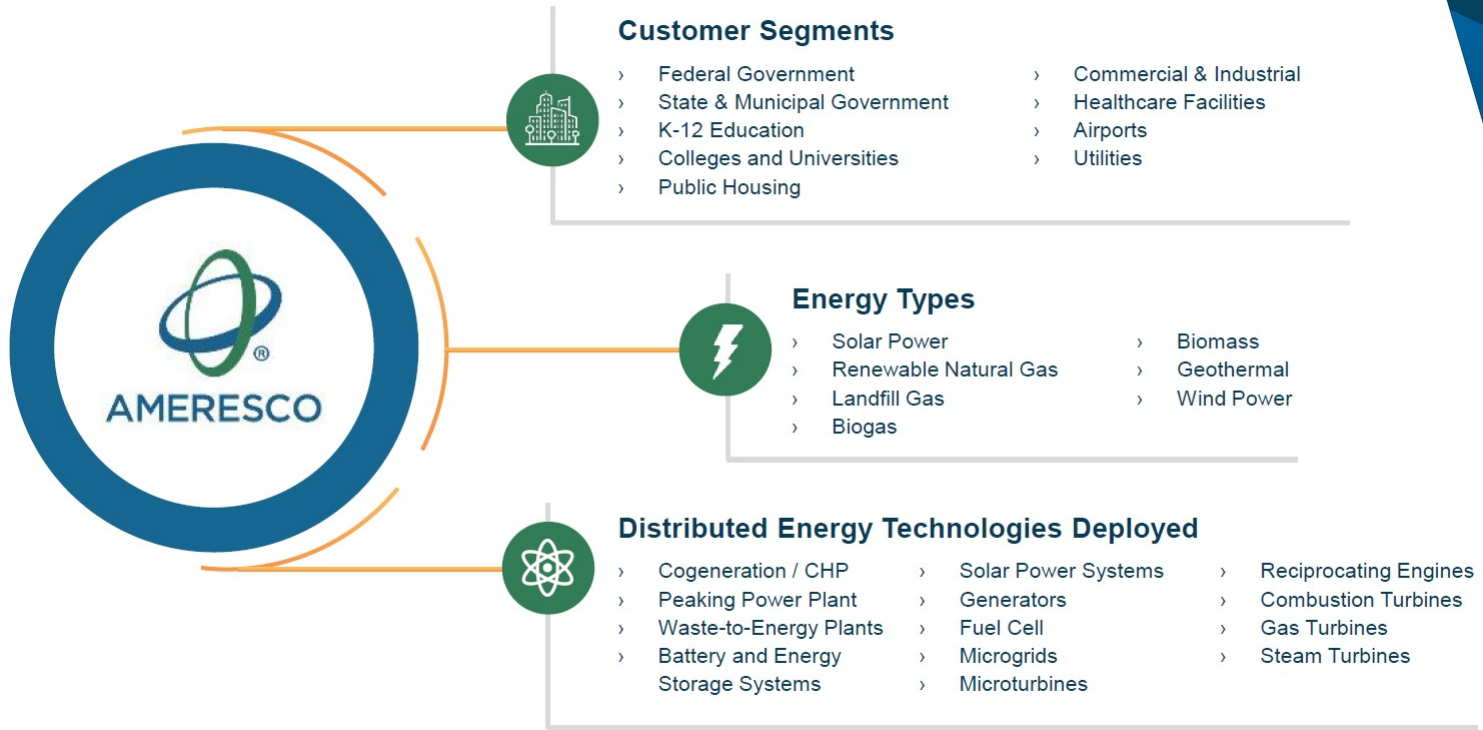 Customer Segments
› Federal Government
› State & Municipal Government
› K-12 Education
› Colleges and Universities
› Public Housing
› Commercial & Industrial
› Healthcare Facilities
› Airports
› Utilities
®
AMERESCO
Energy Types
› Solar Power
› Renewable Natural Gas
› Landfill Gas
› Biogas
› Biomass
› Geothermal
› Wind Power
Distributed Energy Technologies Deployed
› Cogeneration / CHP
› Peaking Power Plant
› Waste-to-Energy Plants
› Battery and Energy
Storage Systems
› Solar Power Systems
› Generators
› Fuel Cell
› Microgrids
› Microturbines
› Reciprocating Engines
› Combustion Turbines
› Gas Turbines
› Steam Turbines